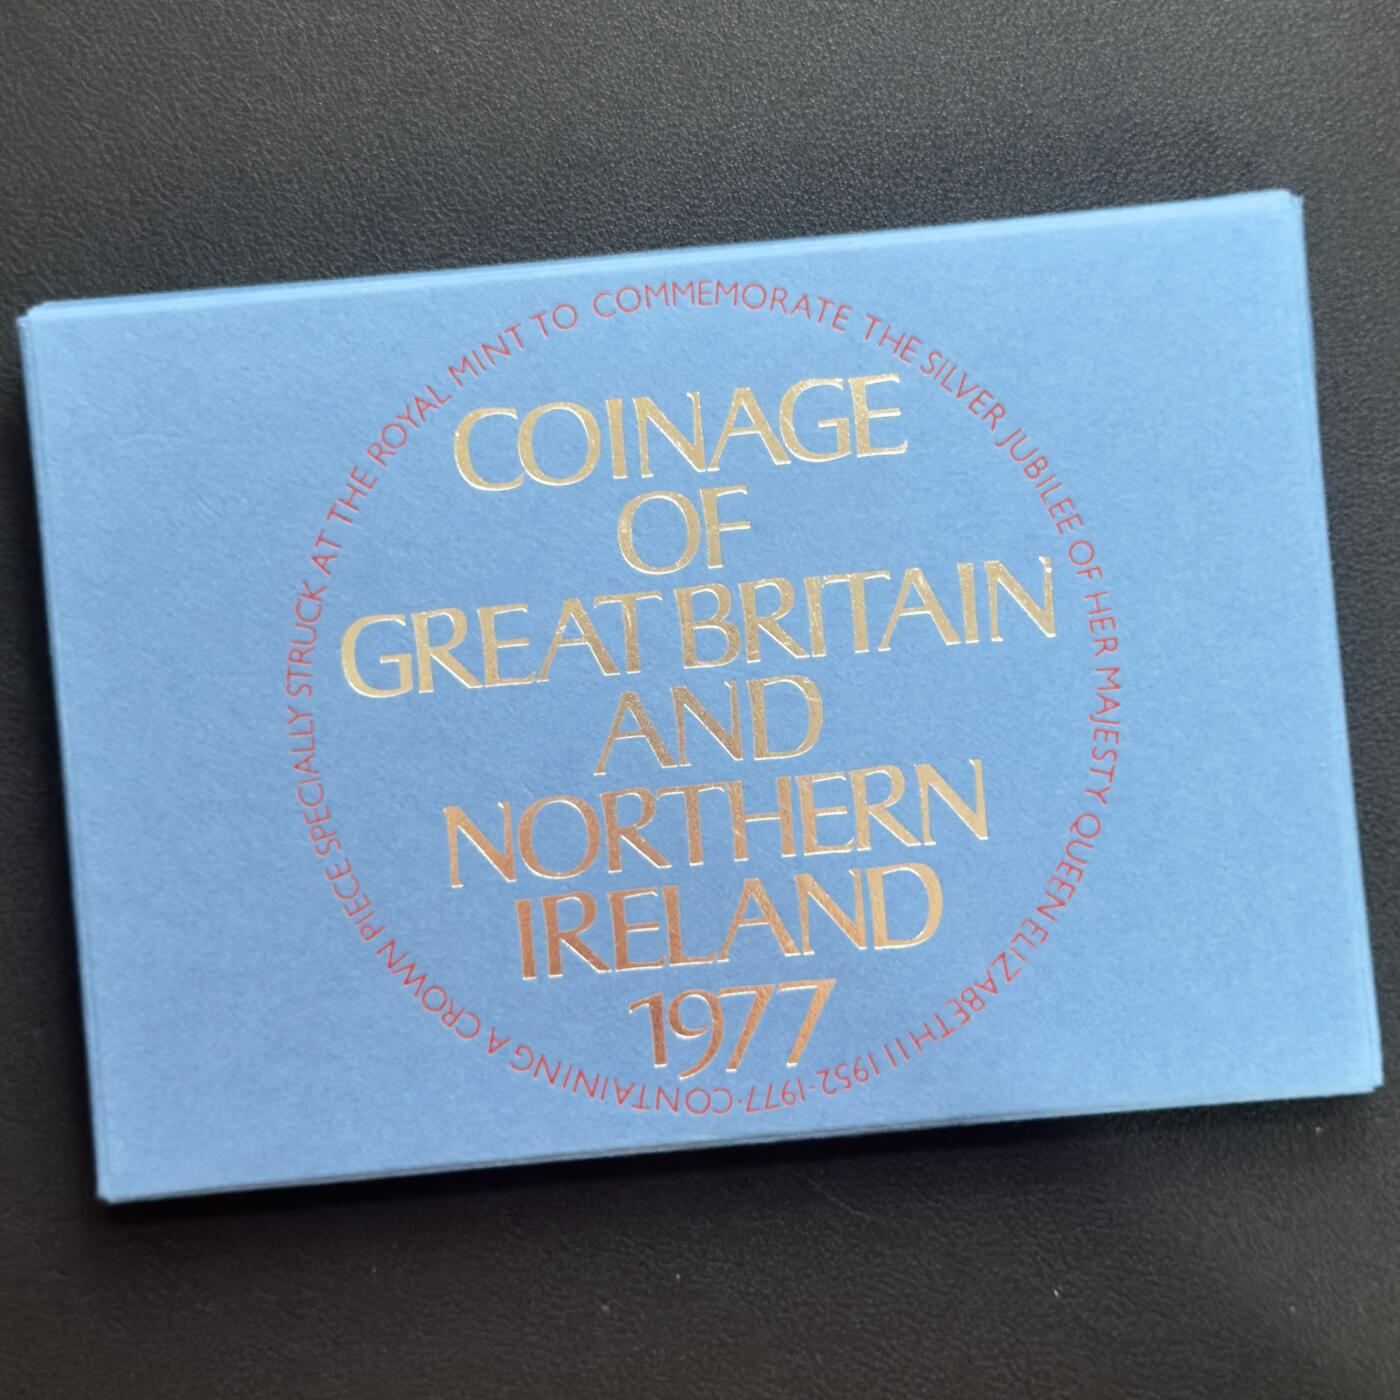 COINAGE
OF
GREAT BRITAIN
AND
NORTHERN
IRELAND
1977
CONTAINING A CROWN PIECE SPECIALLY STRUCK AT THE ROYAL MINT TO COMMEMORATE THE SILVER JUBILEE OF HER MAJESTY QUEEN ELIZABETH II 1952-1977·